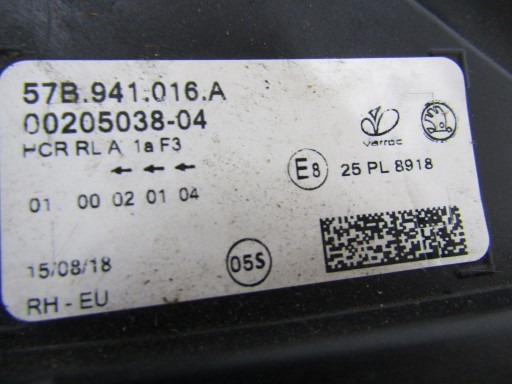 57B.941.016.A
00205038-04
HCR RL A 1a F3
varroc
E8 25 PL 8918
01 00 02 01 04
15/08/18
05S
RH - EU